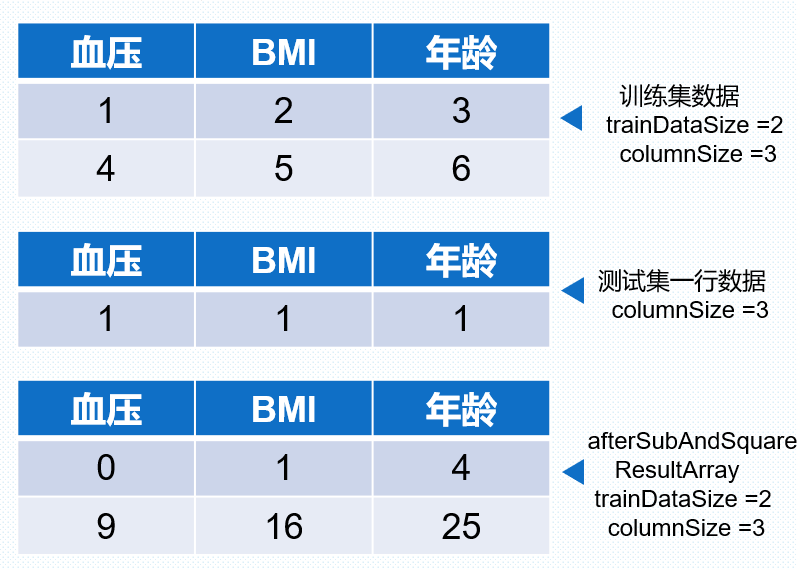 血压 BMI 年龄
1 2 3
4 5 6
训练集数据
trainDataSize =2
columnSize =3
血压 BMI 年龄
1 1 1
测试集一行数据
columnSize =3
血压 BMI 年龄
0 1 4
9 16 25
afterSubAndSquare
ResultArray
trainDataSize =2
columnSize =3